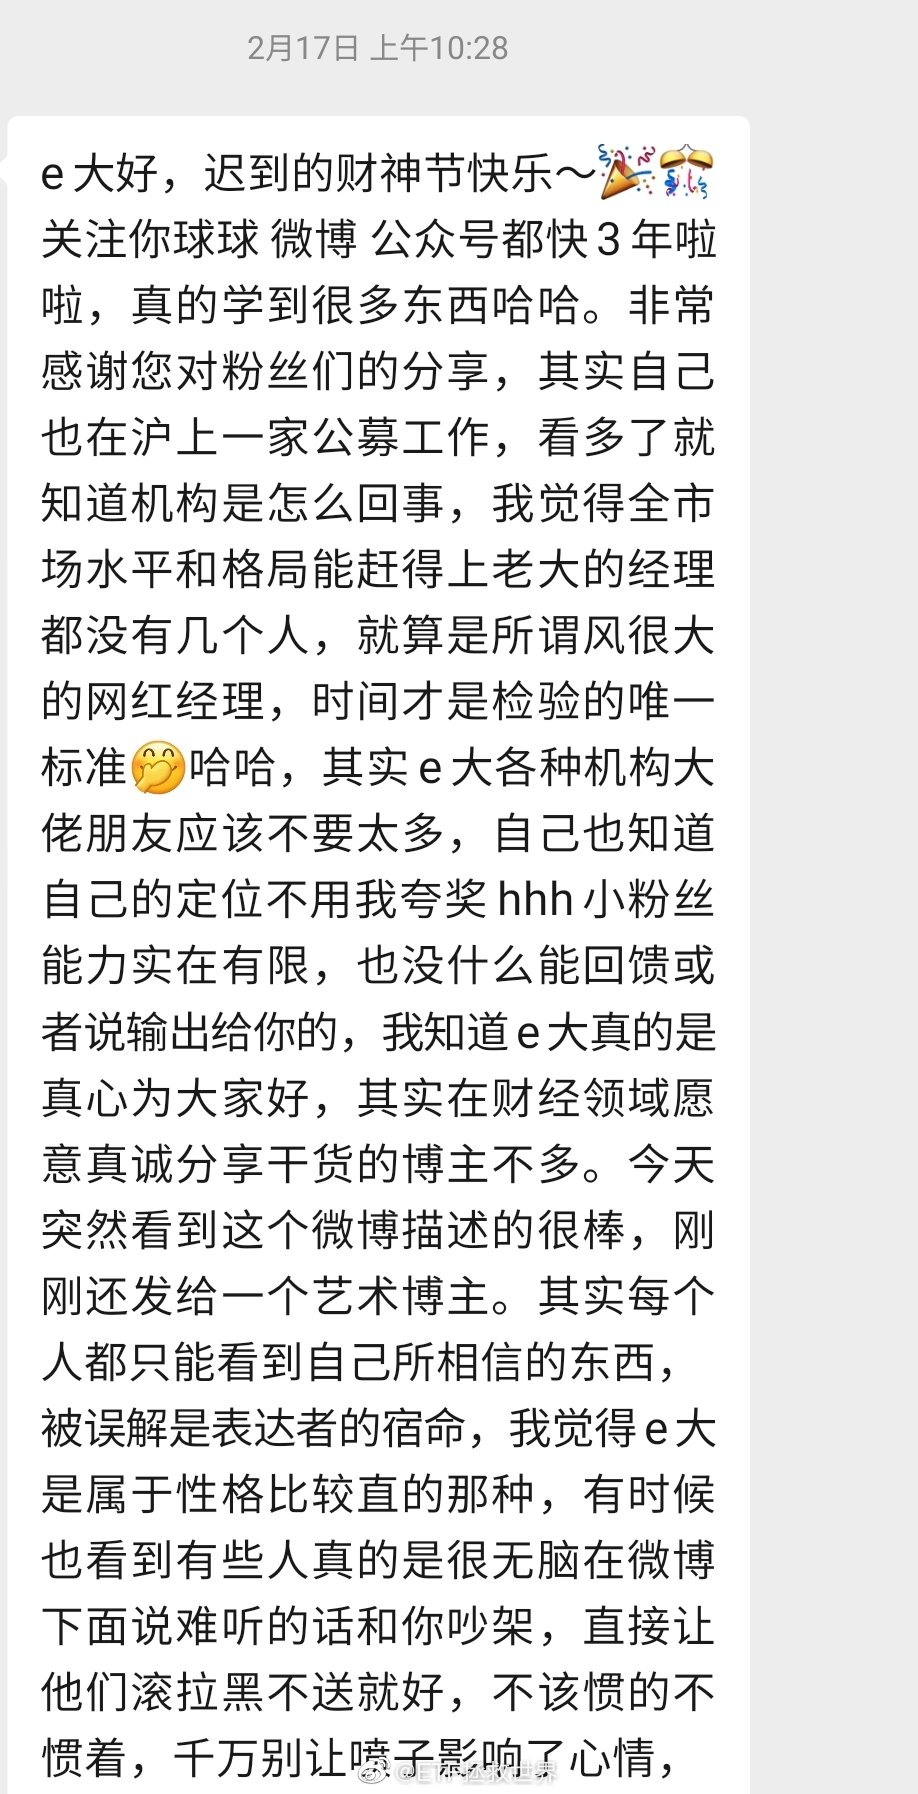 2月17日 上午10:28
e大好，迟到的财神节快乐～🎉🎊
关注你球球 微博 公众号都快3年啦
啦，真的学到很多东西哈哈。非常
感谢您对粉丝们的分享，其实自己
也在沪上一家公募工作，看多了就
知道机构是怎么回事，我觉得全市
场水平和格局能赶得上老大的经理
都没有几个人，就算是所谓风很大
的网红经理，时间才是检验的唯一
标准🤭哈哈，其实e大各种机构大
佬朋友应该不要太多，自己也知道
自己的定位不用我夸奖hhh小粉丝
能力实在有限，也没什么能回馈或
者说输出给你的，我知道e大真的是
真心为大家好，其实在财经领域愿
意真诚分享干货的博主不多。今天
突然看到这个微博描述的很棒，刚
刚还发给一个艺术博主。其实每个
人都只能看到自己所相信的东西，
被误解是表达者的宿命，我觉得e大
是属于性格比较直的那种，有时候
也看到有些人真的是很无脑在微博
下面说难听的话和你吵架，直接让
他们滚拉黑不送就好，不该惯的不
惯着，千万别让喷子影响了心情，
@ETF拯救世界